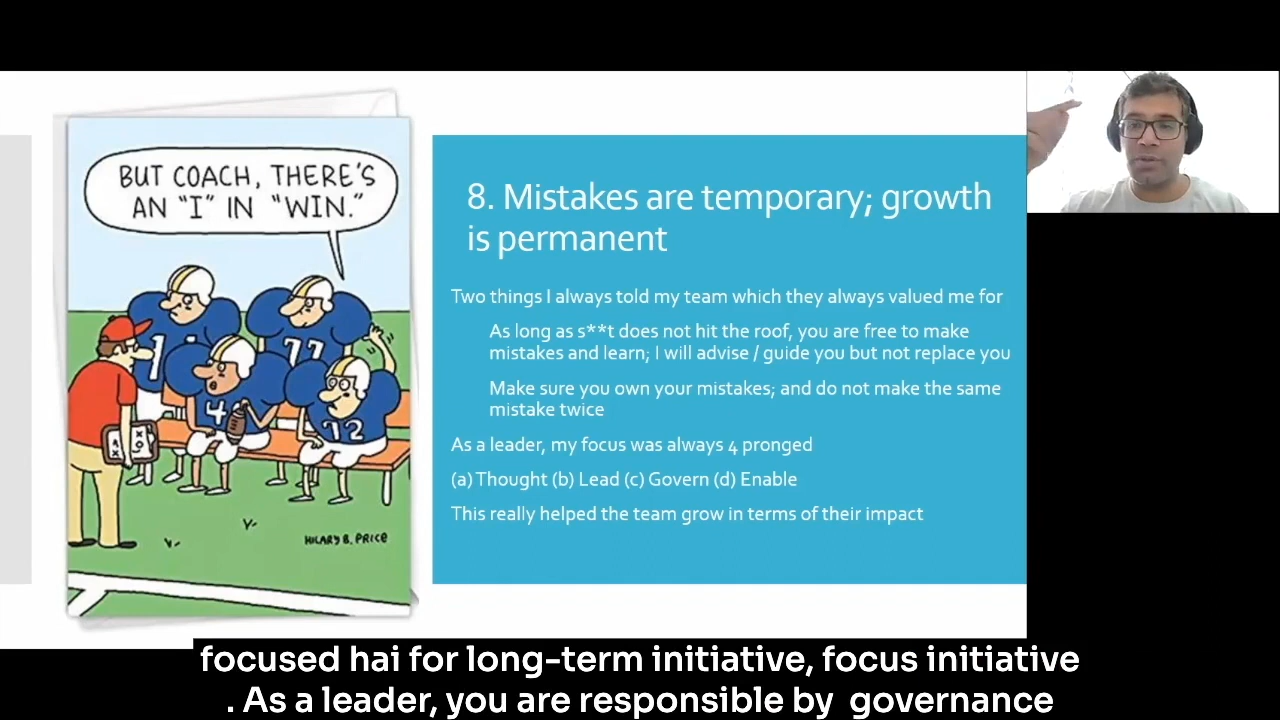 BUT COACH, THERE'S
AN "I" IN "WIN."
HILARY B. PRICE
8. Mistakes are temporary; growth
is permanent
Two things I always told my team which they always valued me for
As long as s**t does not hit the roof, you are free to make
mistakes and learn; I will advise / guide you but not replace you
Make sure you own your mistakes; and do not make the same
mistake twice
As a leader, my focus was always 4 pronged
(a) Thought (b) Lead (c) Govern (d) Enable
This really helped the team grow in terms of their impact
focused hai for long-term initiative, focus initiative
. As a leader, you are responsible by governance